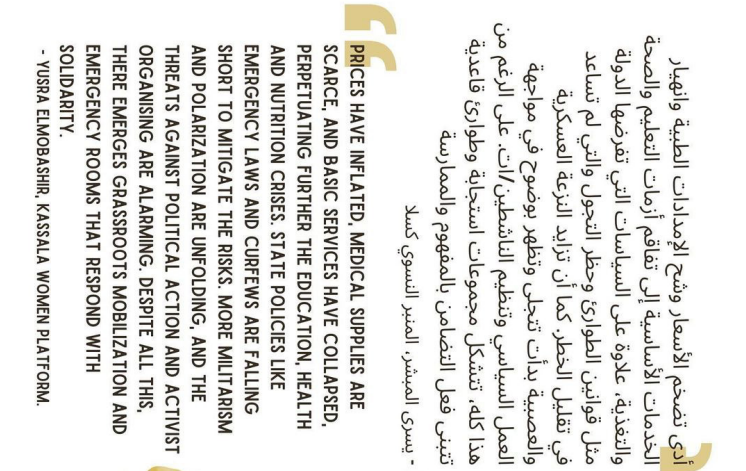 PRICES HAVE INFLATED, MEDICAL SUPPLIES ARE
SCARCE, AND BASIC SERVICES HAVE COLLAPSED,
PERPETUATING FURTHER THE EDUCATION, HEALTH
AND NUTRITION CRISES. STATE POLICIES LIKE
EMERGENCY LAWS AND CURFEWS ARE FALLING
SHORT TO MITIGATE THE RISKS. MORE MILITARISM
AND POLARIZATION ARE UNFOLDING, AND THE
THREATS AGAINST POLITICAL ACTION AND ACTIVIST
ORGANISING ARE ALARMING. DESPITE ALL THIS,
THERE EMERGES GRASSROOTS MOBILIZATION AND
EMERGENCY ROOMS THAT RESPOND WITH
SOLIDARITY.
- YUSRA ELMOBASHIR, KASSALA WOMEN PLATFORM.
أدى تضخم الأسعار وشح الإمدادات الطبية وانهيار
الخدمات الأساسية إلى تفاقم أزمات التعليم والصحة
والتغذية، علاوة على السياسات التي تفرضها الدولة
مثل قوانين الطوارئ وحظر التجول والتي لم تساعد
في تقليل الخطر. كما أن تزايد النزعة العسكرية
والعصبية بدأت تتجلى وتظهر بوضوح في مواجهة
العمل السياسي وتنظيم الناشطين/ات. على الرغم من
هذا كله، تتشكل مجموعات استجابة وطوارئ قاعدية
تتبنى فعل التضامن بالمفهوم والممارسة
- يسرى المبشر، المنبر النسوي كسلا